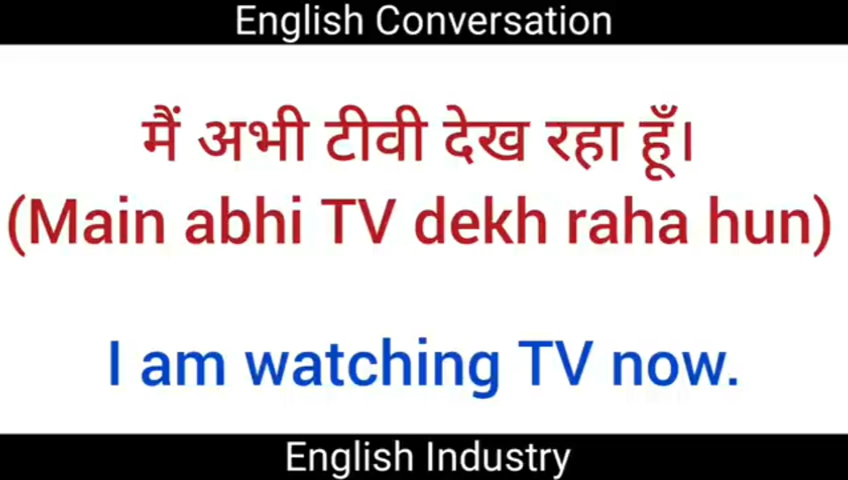 English Conversation
मैं अभी टीवी देख रहा हूँ।
(Main abhi TV dekh raha hun)
I am watching TV now.
English Industry